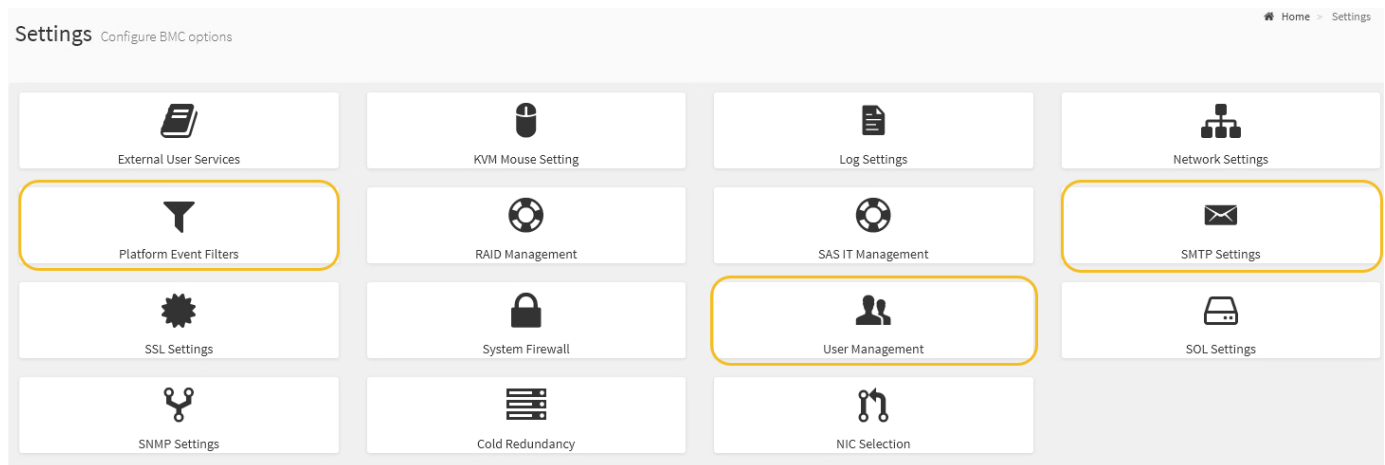 Home > Settings
Settings Configure BMC options
External User Services
KVM Mouse Setting
Log Settings
Network Settings
Platform Event Filters
RAID Management
SAS IT Management
SMTP Settings
SSL Settings
System Firewall
User Management
SOL Settings
SNMP Settings
Cold Redundancy
NIC Selection